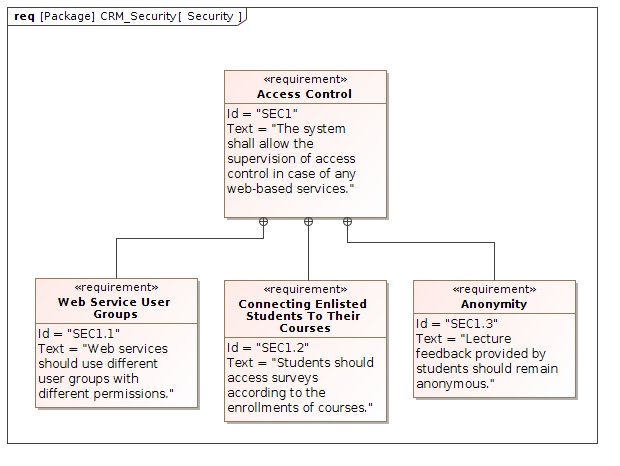 req [Package] CRM_Security[ Security ]
«requirement»
Access Control
Id = "SEC1"
Text = "The system
shall allow the
supervision of access
control in case of any
web-based services."
«requirement»
Web Service User
Groups
Id = "SEC1.1"
Text = "Web services
should use different
user groups with
different permissions."
«requirement»
Connecting Enlisted
Students To Their
Courses
Id = "SEC1.2"
Text = "Students should
access surveys
according to the
enrollments of courses."
«requirement»
Anonymity
Id = "SEC1.3"
Text = "Lecture
feedback provided by
students should remain
anonymous."